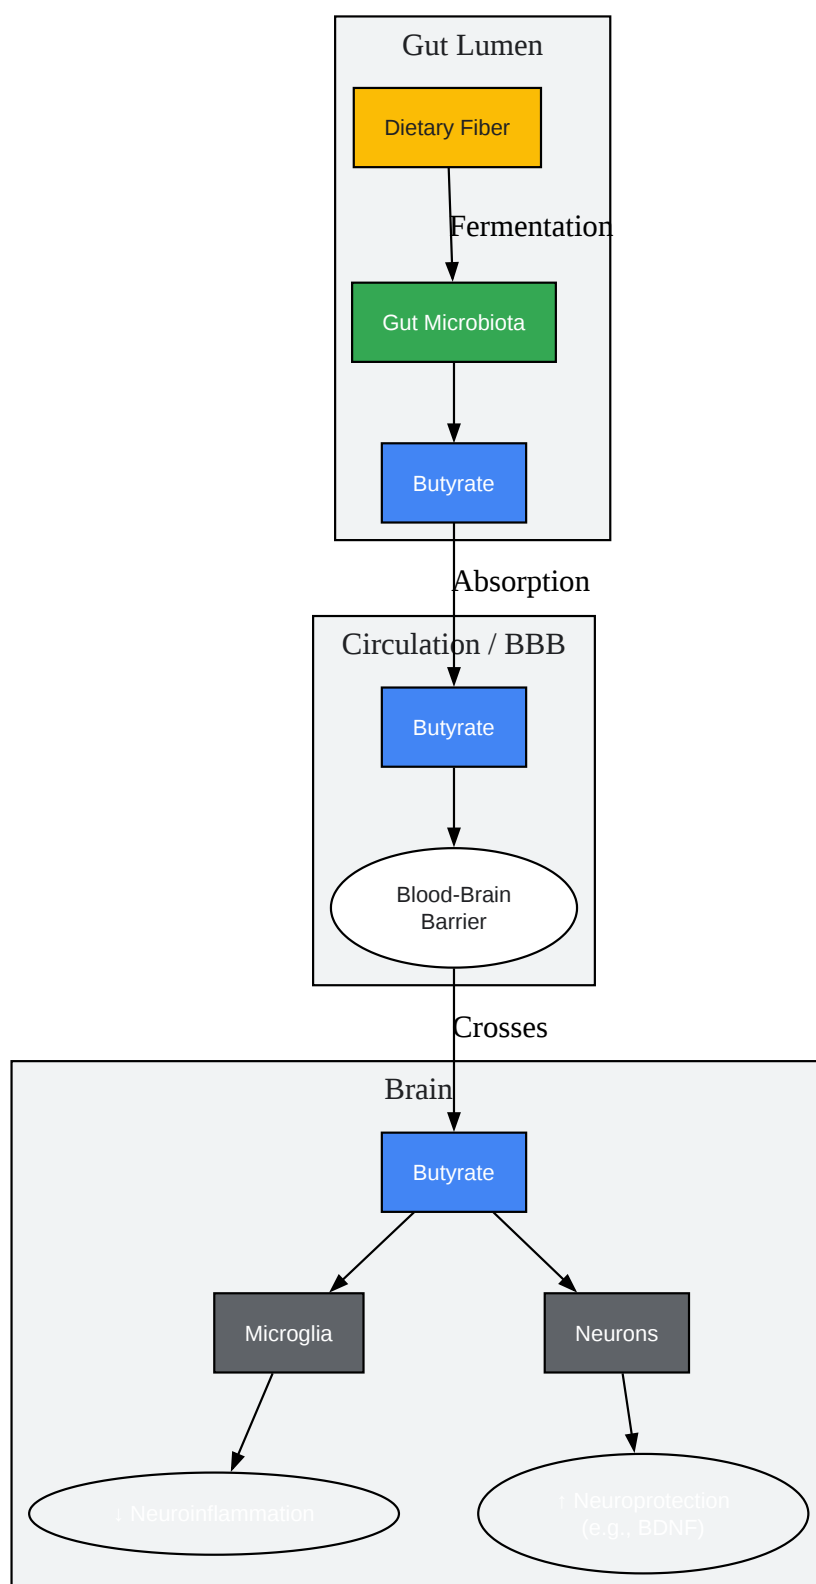 Gut Lumen
Dietary Fiber
Fermentation
Gut Microbiota
Butyrate
Absorption
Circulation / BBB
Butyrate
Blood-Brain
Barrier
Crosses
Brain
Butyrate
Microglia
Neurons
↓ Neuroinflammation
↑ Neuroprotection
(e.g., BDNF)